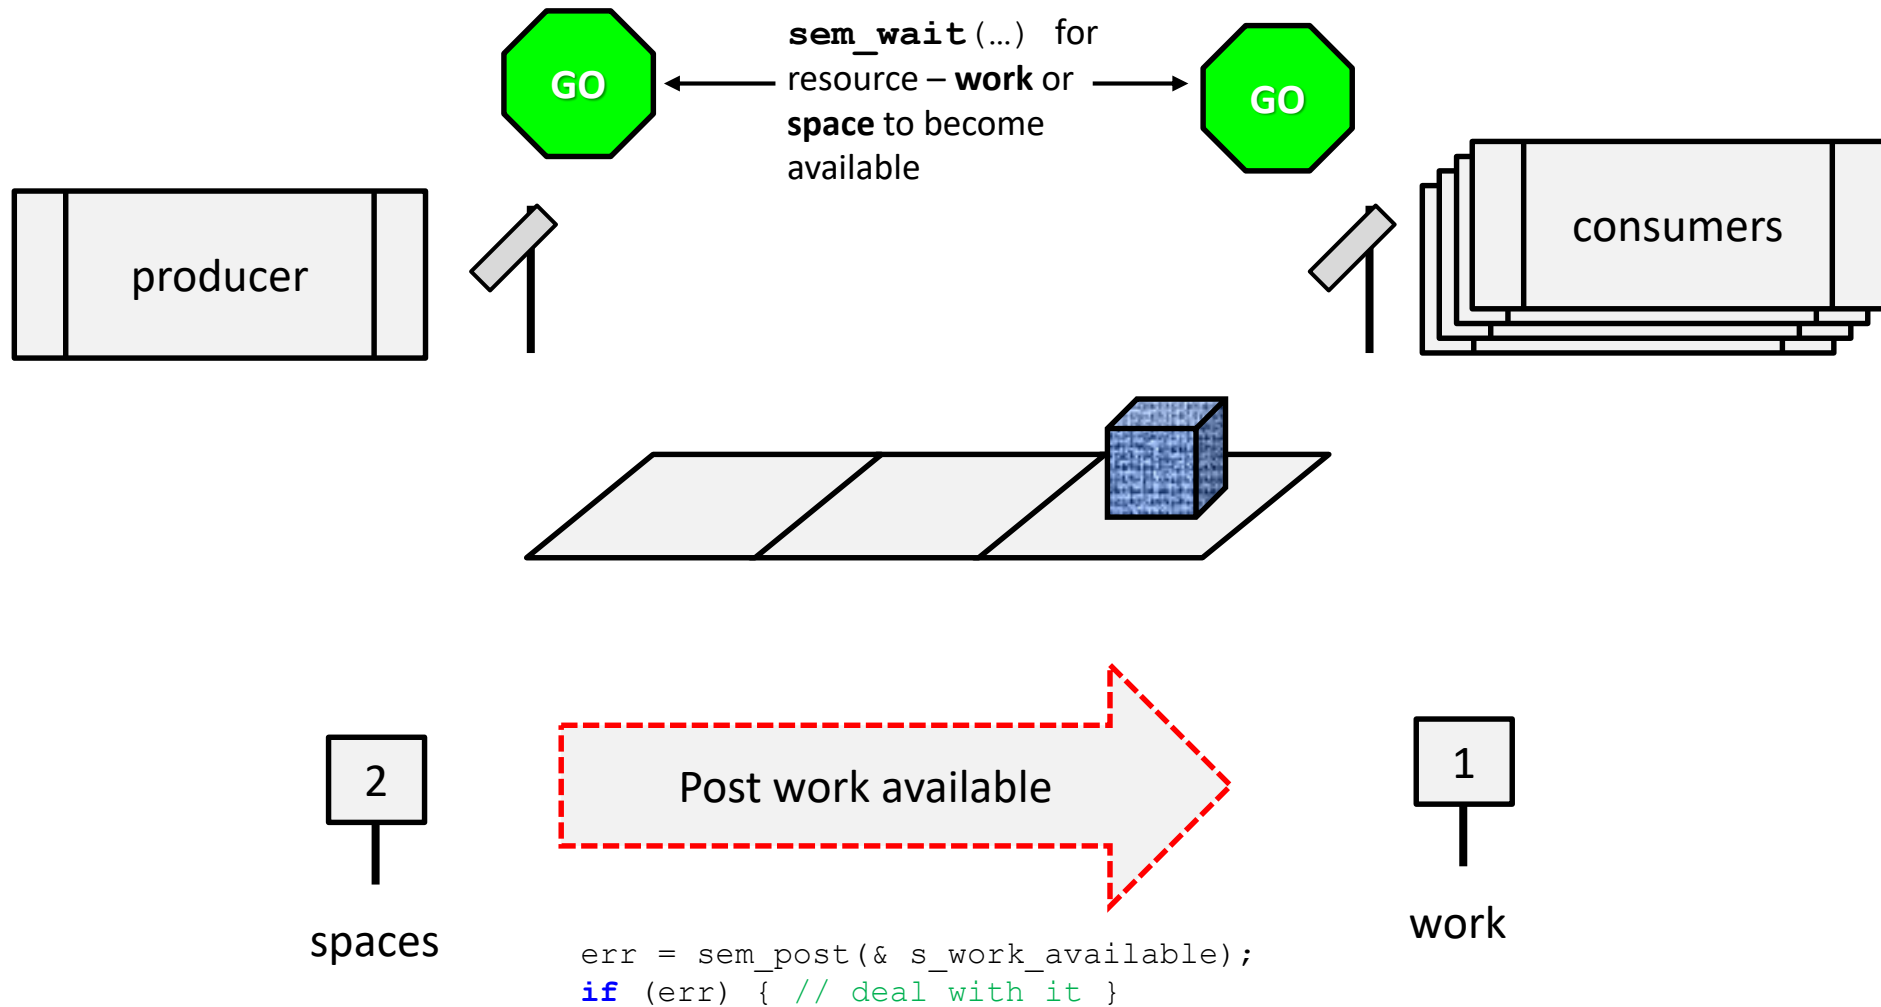 GO
sem_wait(…) for
resource – work or
space to become
available
GO
producer
consumers
2
Post work available
1
spaces
work
err = sem_post(& s_work_available);
if (err) { // deal with it }